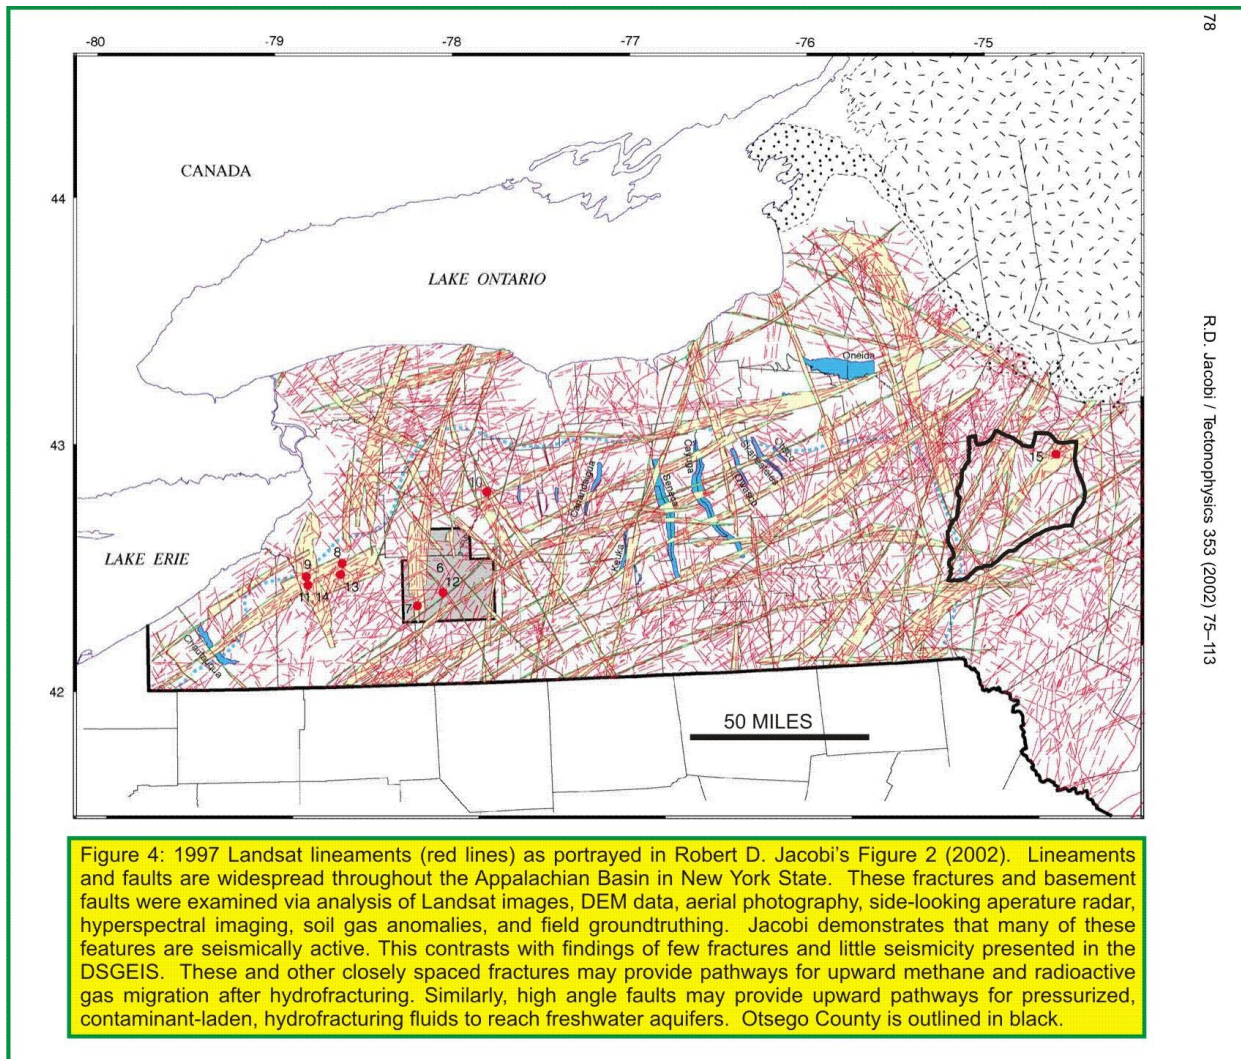 -80 -79 -78 -77 -76 -75
78
CANADA
44
LAKE ONTARIO
R.D. Jacobi / Tectonophysics 353 (2002) 75–113
Oneida
43
Cayuga
Skaneateles
Otisco
Owasco
15
Canandaigua
Seneca
10
Keuka
LAKE ERIE
8
9
6
13
12
11,14
7
Chautauqua
42
50 MILES
-79 -78 -77 -76 -75
Figure 4: 1997 Landsat lineaments (red lines) as portrayed in Robert D. Jacobi's Figure 2 (2002). Lineaments
and faults are widespread throughout the Appalachian Basin in New York State. These fractures and basement
faults were examined via analysis of Landsat images, DEM data, aerial photography, side-looking aperature radar,
hyperspectral imaging, soil gas anomalies, and field groundtruthing. Jacobi demonstrates that many of these
features are seismically active. This contrasts with findings of few fractures and little seismicity presented in the
DSGEIS. These and other closely spaced fractures may provide pathways for upward methane and radioactive
gas migration after hydrofracturing. Similarly, high angle faults may provide upward pathways for pressurized,
contaminant-laden, hydrofracturing fluids to reach freshwater aquifers. Otsego County is outlined in black.